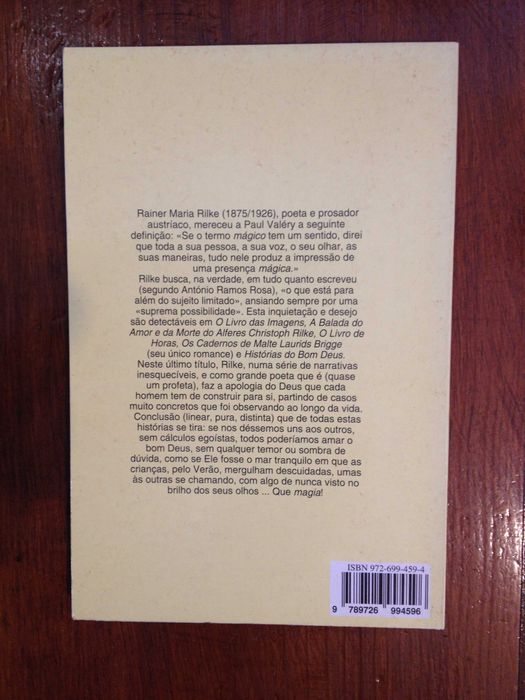 Rainer Maria Rilke (1875/1926), poeta e prosador
austríaco, mereceu a Paul Valéry a seguinte
definição: «Se o termo mágico tem um sentido, direi
que toda a sua pessoa, a sua voz, o seu olhar, as
suas maneiras, tudo nele produz a impressão de
uma presença mágica.»
Rilke busca, na verdade, em tudo quanto escreveu
(segundo António Ramos Rosa), «o que está para
além do sujeito limitado», ansiando sempre por uma
«suprema possibilidade». Esta inquietação e desejo
são detectáveis em O Livro das Imagens, A Balada do
Amor e da Morte do Alferes Christoph Rilke, O Livro de
Horas, Os Cadernos de Malte Laurids Brigge
(seu único romance) e Histórias do Bom Deus.
Neste último título, Rilke, numa série de narrativas
inesquecíveis, e como grande poeta que é (quase
um profeta), faz a apologia do Deus que cada
homem tem de construir para si, partindo de casos
muito concretos que foi observando ao longo da vida.
Conclusão (linear, pura, distinta) que de todas estas
histórias se tira: se nos déssemos uns aos outros,
sem cálculos egoístas, todos poderíamos amar o
bom Deus, sem qualquer temor ou sombra de
dúvida, como se Ele fosse o mar tranquilo em que as
crianças, pelo Verão, mergulham descuidadas, umas
às outras se chamando, com algo de nunca visto no
brilho dos seus olhos ... Que magia!
ISBN 972-699-459-4
9 789726 994596